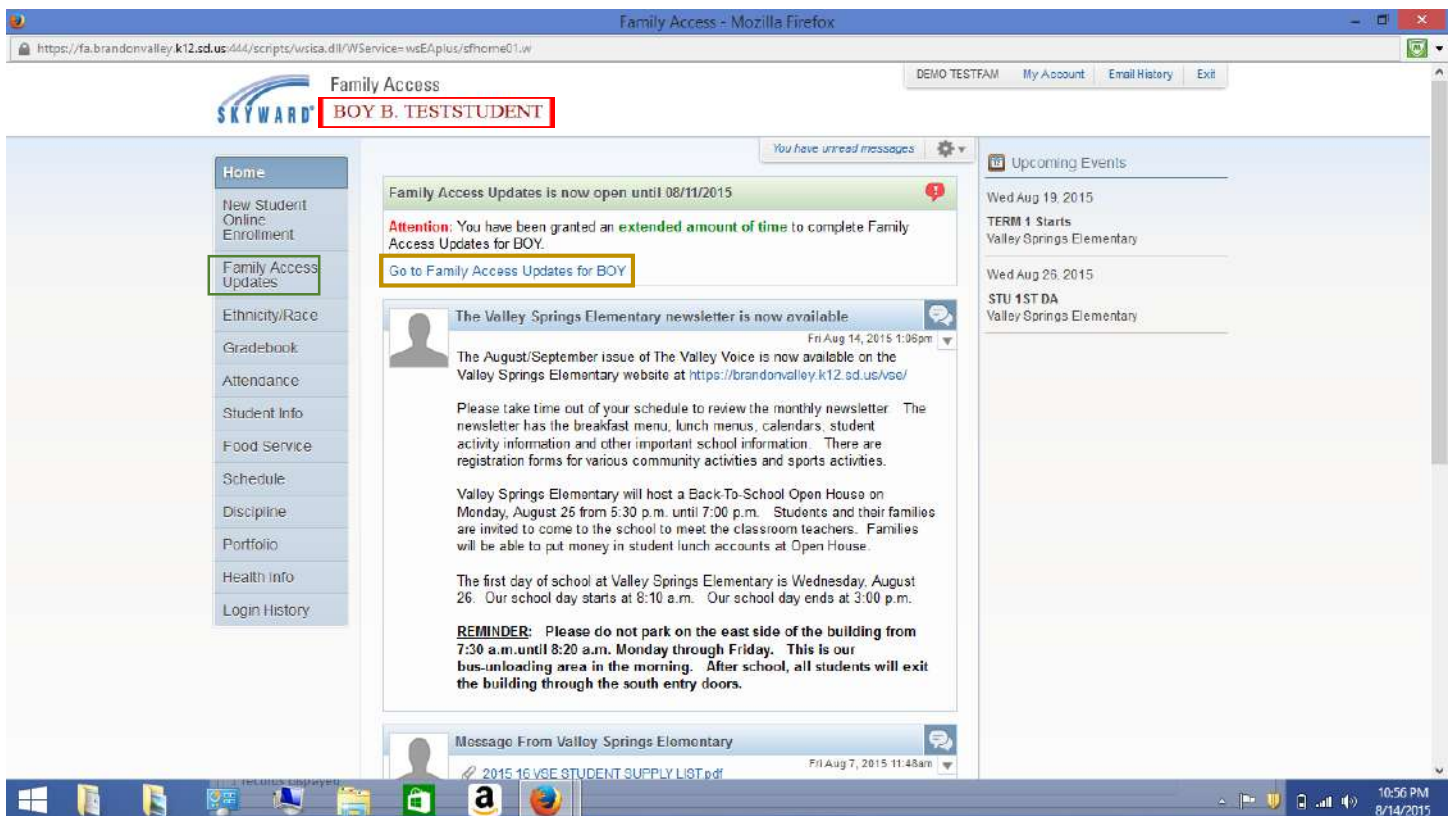 Family Access - Mozilla Firefox
https://fa.brandonvalley.k12.sd.us:444/scripts/wsisa.dll/WService=wsEAplus/sfhome01.w
DEMO TESTFAM My Account Email History Exit
Family Access
SKYWARD
BOY B. TESTSTUDENT
You have unread messages
Home
New Student
Online
Enrollment
Family Access
Updates
Ethnicity/Race
Gradebook
Attendance
Student Info
Food Service
Schedule
Discipline
Portfolio
Health Info
Login History
Family Access Updates is now open until 08/11/2015
Attention: You have been granted an extended amount of time to complete Family
Access Updates for BOY.
Go to Family Access Updates for BOY
The Valley Springs Elementary newsletter is now available
Fri Aug 14, 2015 1:06pm
The August/September issue of The Valley Voice is now available on the
Valley Springs Elementary website at https://brandonvalley.k12.sd.us/vse/
Please take time out of your schedule to review the monthly newsletter. The
newsletter has the breakfast menu, lunch menus, calendars, student
activity information and other important school information. There are
registration forms for various community activities and sports activities.
Valley Springs Elementary will host a Back-To-School Open House on
Monday, August 25 from 5:30 p.m. until 7:00 p.m. Students and their families
are invited to come to the school to meet the classroom teachers. Families
will be able to put money in student lunch accounts at Open House.
The first day of school at Valley Springs Elementary is Wednesday, August
26. Our school day starts at 8:10 a.m. Our school day ends at 3:00 p.m.
REMINDER: Please do not park on the east side of the building from
7:30 a.m.until 8:20 a.m. Monday through Friday. This is our
bus-unloading area in the morning. After school, all students will exit
the building through the south entry doors.
Message From Valley Springs Elementary
Fri Aug 7, 2015 11:48am
2015 16 VSE STUDENT SUPPLY LIST.pdf
Upcoming Events
Wed Aug 19, 2015
TERM 1 Starts
Valley Springs Elementary
Wed Aug 26, 2015
STU 1ST DA
Valley Springs Elementary
records displayed
10:56 PM
8/14/2015